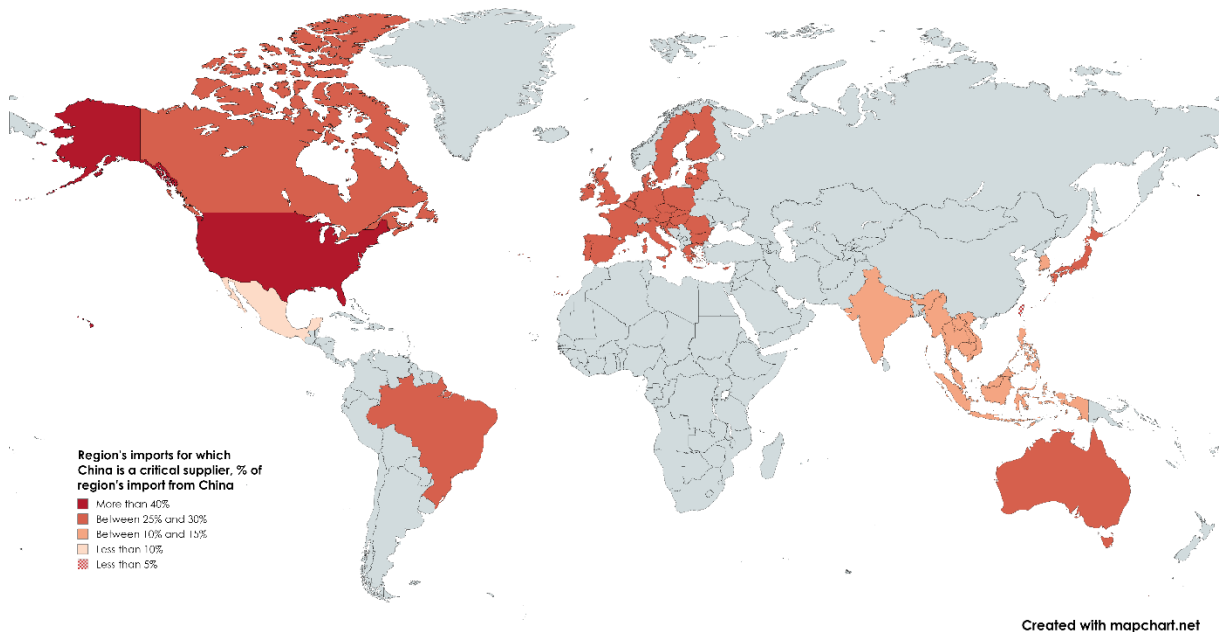 Region's imports for which
China is a critical supplier, % of
region's import from China
More than 40%
Between 25% and 30%
Between 10% and 15%
Less than 10%
Less than 5%
Created with mapchart.net